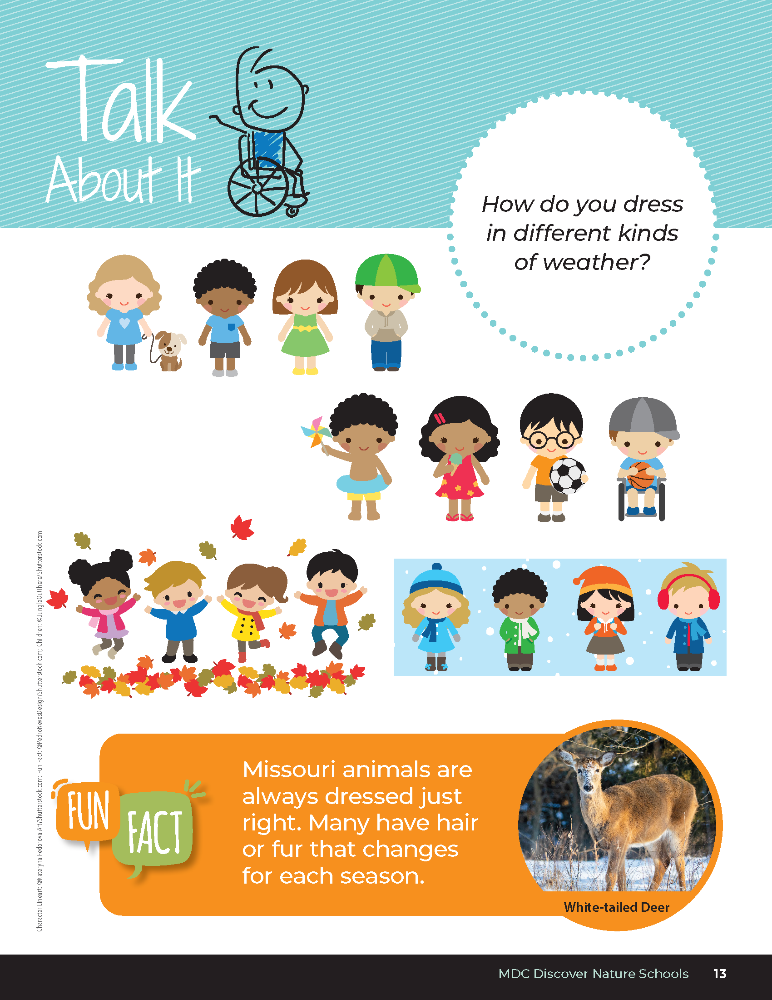 Talk
About It
How do you dress
in different kinds
of weather?
Character Lineart: @Kateryna Fedorova Art/Shutterstock.com; Fun Fact: @PedroNevesDesign/Shutterstock.com; Children: ©JungleOutThere/Shutterstock.com
FUN
FACT
Missouri animals are
always dressed just
right. Many have hair
or fur that changes
for each season.
White-tailed Deer
MDC Discover Nature Schools 13